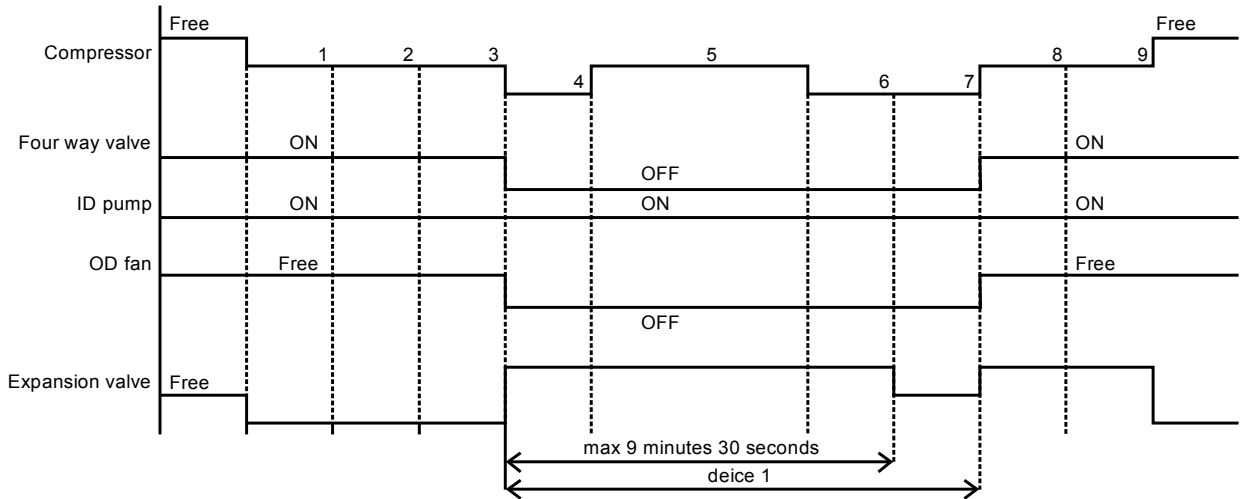 Free
Free
Compressor
1
2
3
4
5
6
7
8
9
Four way valve
ON
OFF
ON
ID pump
ON
ON
ON
OD fan
Free
OFF
Free
Expansion valve
Free
max 9 minutes 30 seconds
deice 1